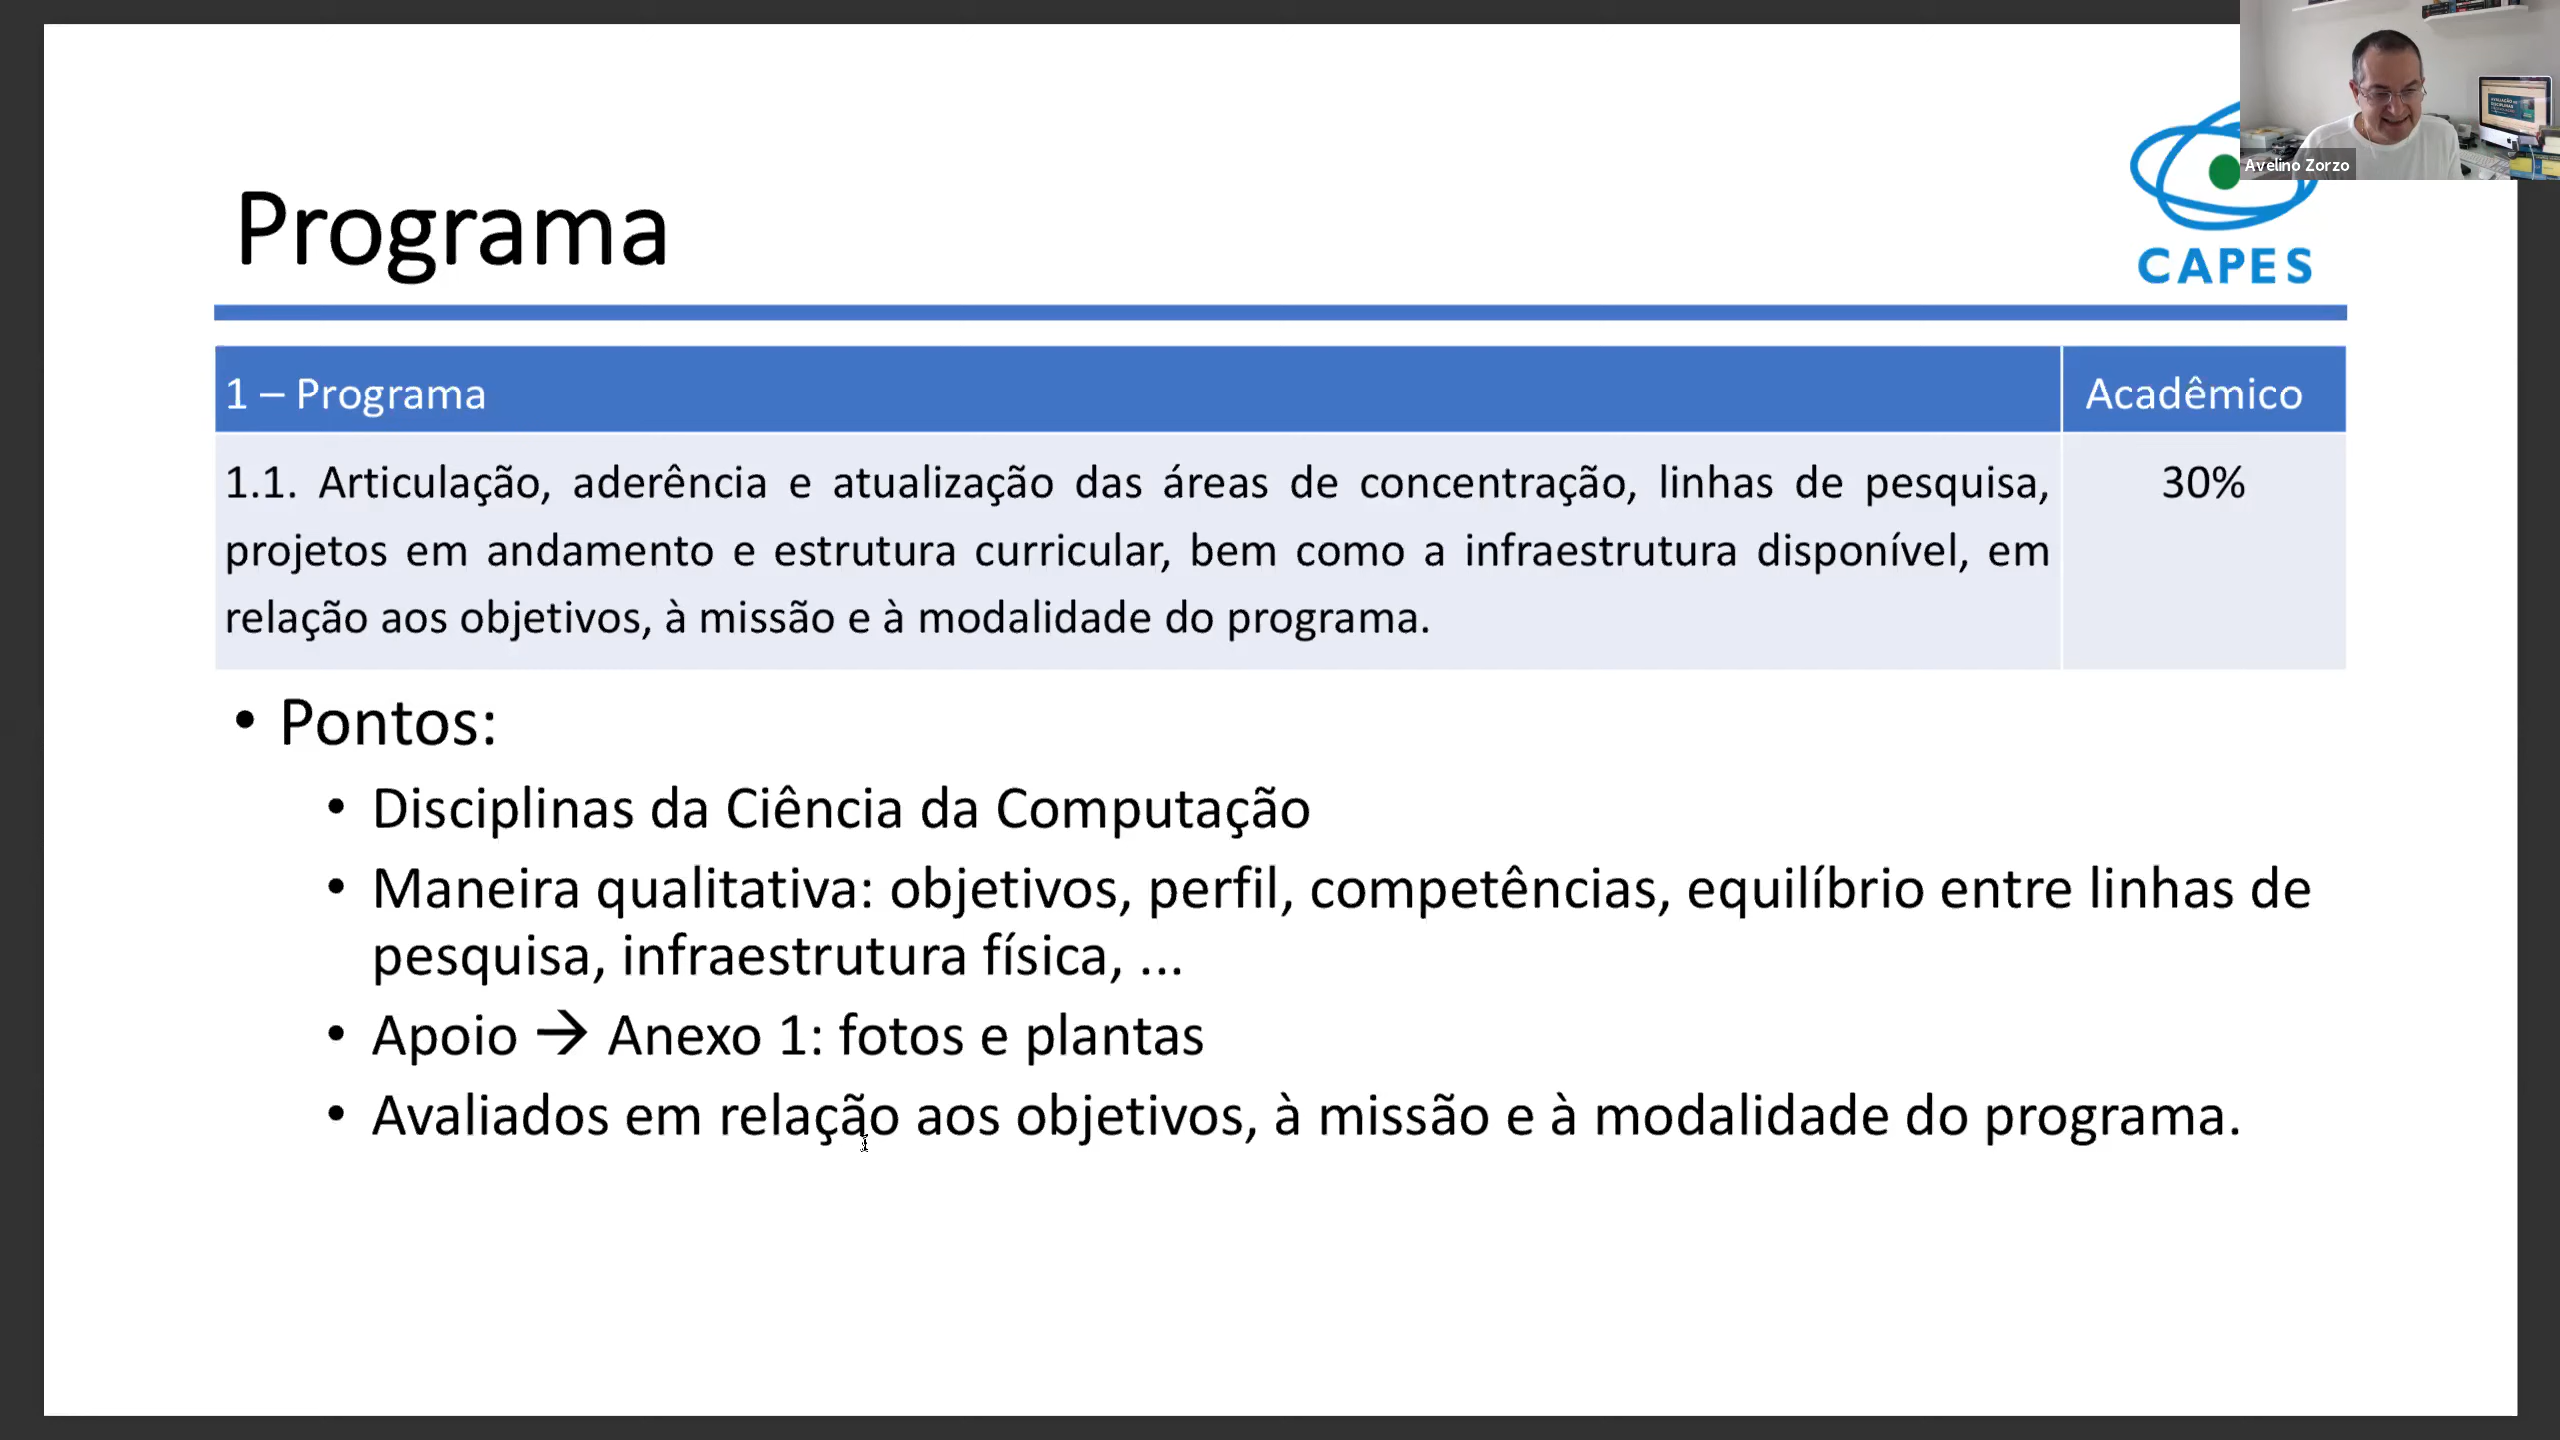 Avelino Zorzo
CAPES
Programa
1 – Programa
Acadêmico
1.1. Articulação, aderência e atualização das áreas de concentração, linhas de pesquisa,
projetos em andamento e estrutura curricular, bem como a infraestrutura disponível, em
relação aos objetivos, à missão e à modalidade do programa.
30%
• Pontos:
• Disciplinas da Ciência da Computação
• Maneira qualitativa: objetivos, perfil, competências, equilíbrio entre linhas de
pesquisa, infraestrutura física, ...
• Apoio → Anexo 1: fotos e plantas
• Avaliados em relação aos objetivos, à missão e à modalidade do programa.